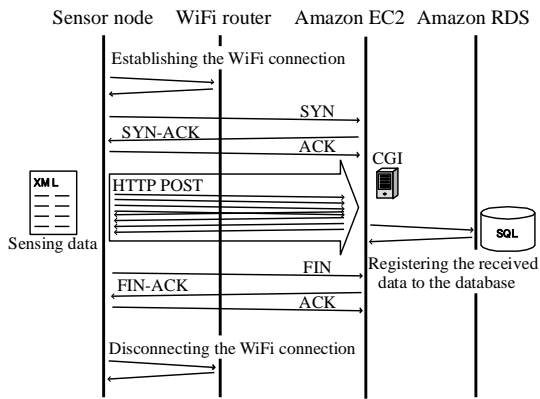 Sensor node WiFi router Amazon EC2 Amazon RDS
Establishing the WiFi connection
SYN
SYN-ACK
ACK
CGI
XML
HTTP POST
Sensing data
SQL
FIN
Registering the received
data to the database
FIN-ACK
ACK
Disconnecting the WiFi connection